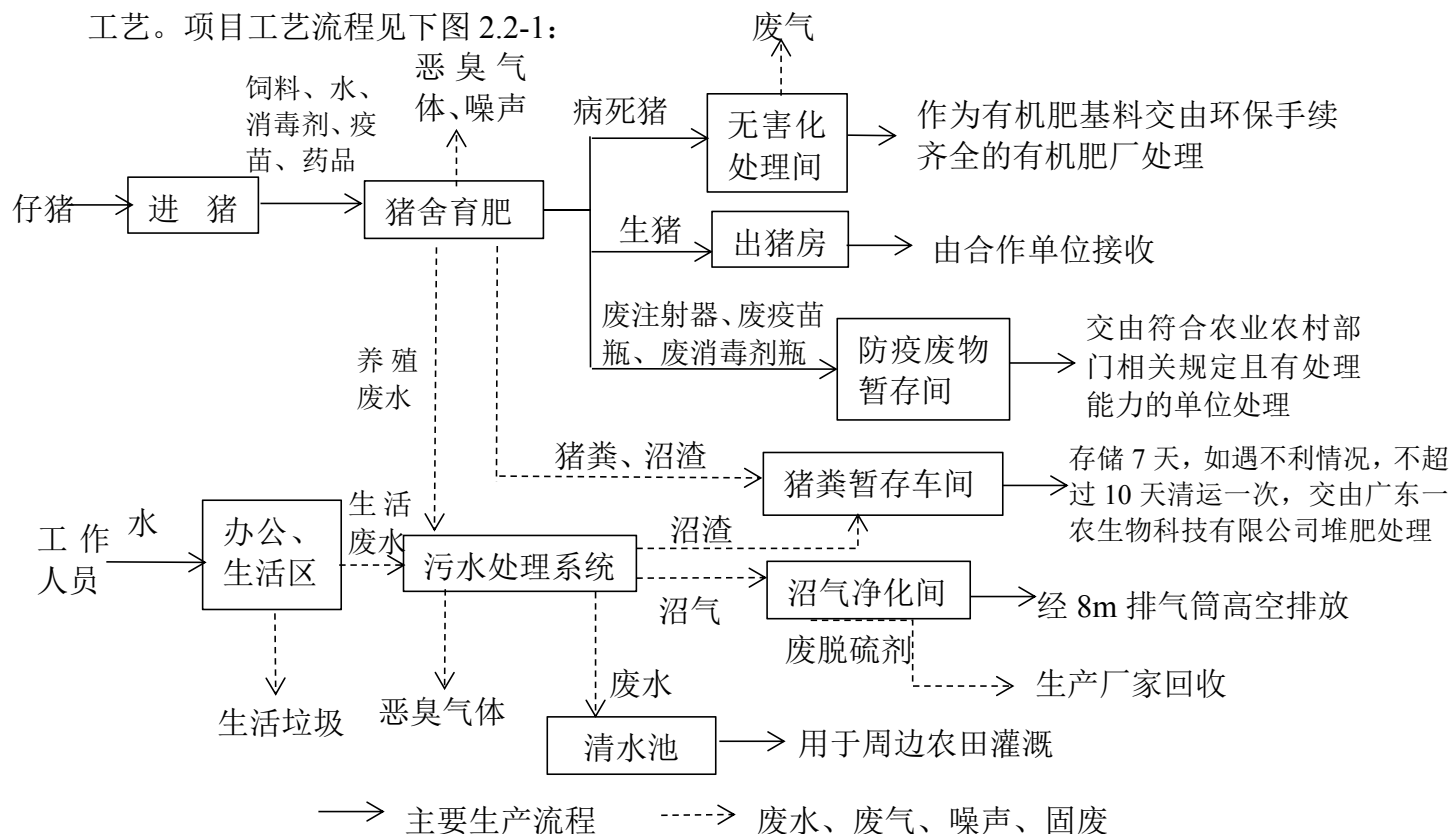 工艺。项目工艺流程见下图 2.2-1：
废气
恶 臭 气
体、噪声
饲料、水、
消毒剂、疫
苗、药品
病死猪
无害化
处理间
作为有机肥基料交由环保手续
齐全的有机肥厂处理
仔猪
进 猪
猪舍育肥
生猪
出猪房
由合作单位接收
废注射器、废疫苗
瓶、废消毒剂瓶
防疫废物
暂存间
交由符合农业农村部
门相关规定且有处理
能力的单位处理
养 殖
废水
猪粪、沼渣
猪粪暂存车间
存储 7 天，如遇不利情况，不超
过 10 天清运一次，交由广东一
农生物科技有限公司堆肥处理
工 作
人员
水
办公、
生活区
生 活
废水
污水处理系统
沼渣
沼气
沼气净化间
经 8m 排气筒高空排放
废脱硫剂
生产厂家回收
生活垃圾
恶臭气体
废水
清水池
用于周边农田灌溉
主要生产流程
废水、废气、噪声、固废